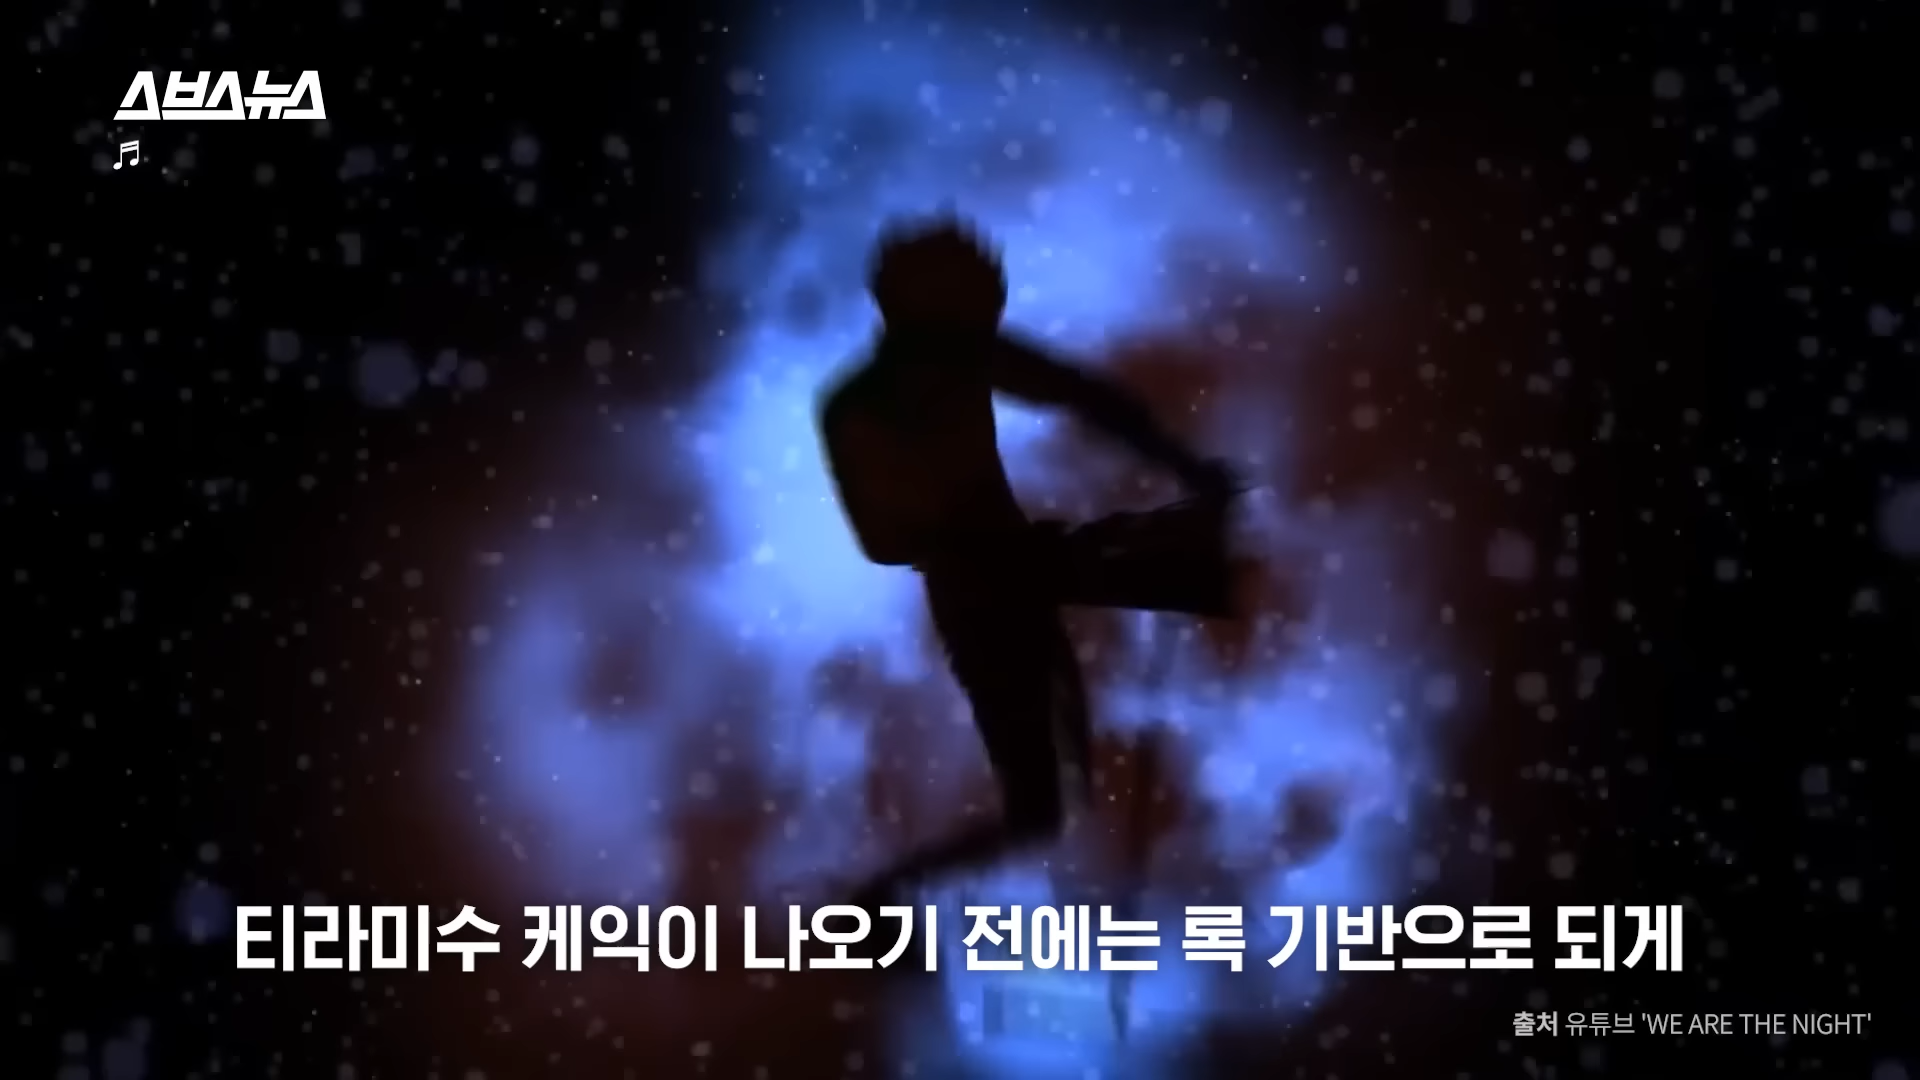 스브스뉴스
♬
티라미수 케익이 나오기 전에는 록 기반으로 되게
출처 유튜브 'WE ARE THE NIGHT'